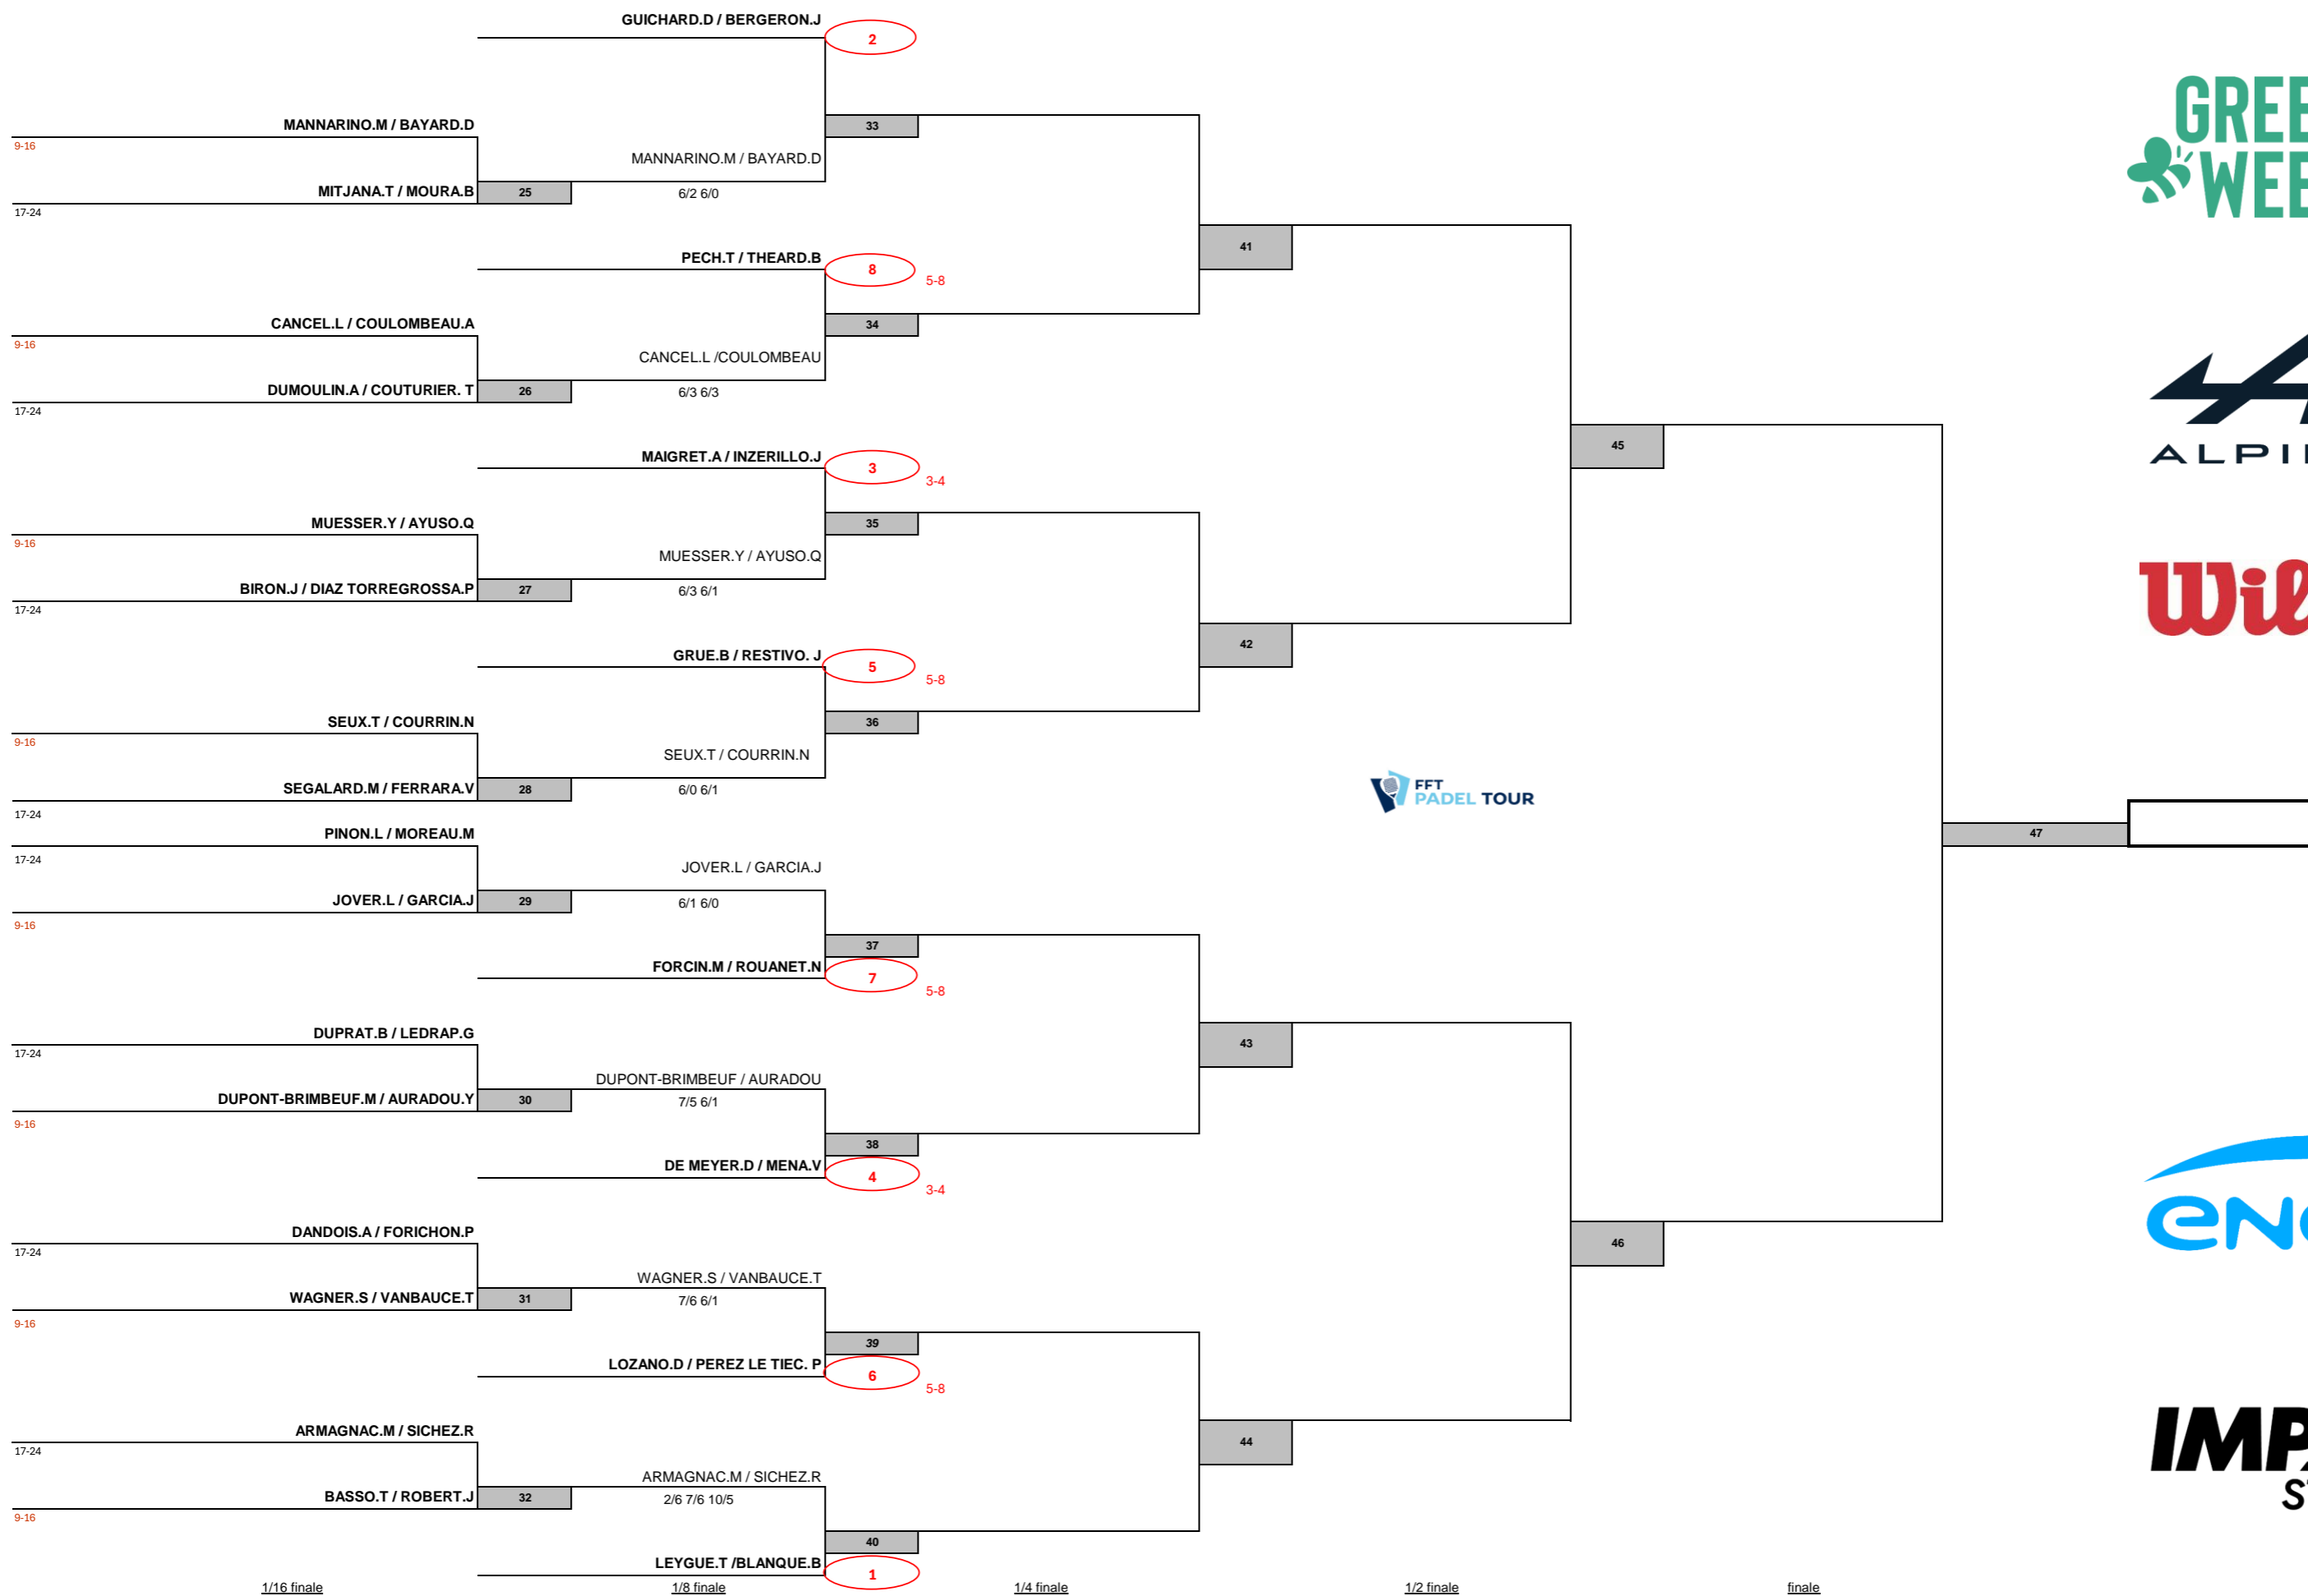 GUICHARD.D / BERGERON.J
2
MANNARINO.M / BAYARD.D
33
9-16
MANNARINO.M / BAYARD.D
MITJANA.T / MOURA.B
25
6/2 6/0
17-24
41
PECH.T / THEARD.B
8
5-8
CANCEL.L / COULOMBEAU.A
34
9-16
CANCEL.L /COULOMBEAU
DUMOULIN.A / COUTURIER. T
26
6/3 6/3
17-24
45
MAIGRET.A / INZERILLO.J
3
3-4
MUESSER.Y / AYUSO.Q
35
9-16
MUESSER.Y / AYUSO.Q
BIRON.J / DIAZ TORREGROSSA.P
27
6/3 6/1
17-24
42
GRUE.B / RESTIVO. J
5
5-8
SEUX.T / COURRIN.N
36
9-16
SEUX.T / COURRIN.N
SEGALARD.M / FERRARA.V
28
6/0 6/1
17-24
FFT
PADEL TOUR
PINON.L / MOREAU.M
47
17-24
JOVER.L / GARCIA.J
JOVER.L / GARCIA.J
29
6/1 6/0
9-16
37
FORCIN.M / ROUANET.N
7
5-8
DUPRAT.B / LEDRAP.G
17-24
43
DUPONT-BRIMBEUF / AURADOU
DUPONT-BRIMBEUF.M / AURADOU.Y
30
7/5 6/1
9-16
38
DE MEYER.D / MENA.V
4
3-4
DANDOIS.A / FORICHON.P
17-24
46
WAGNER.S / VANBAUCE.T
WAGNER.S / VANBAUCE.T
31
7/6 6/1
9-16
39
LOZANO.D / PEREZ LE TIEC. P
6
5-8
ARMAGNAC.M / SICHEZ.R
17-24
44
ARMAGNAC.M / SICHEZ.R
BASSO.T / ROBERT.J
32
2/6 7/6 10/5
9-16
40
LEYGUE.T /BLANQUE.B
1
1/16 finale
1/8 finale
1/4 finale
1/2 finale
finale